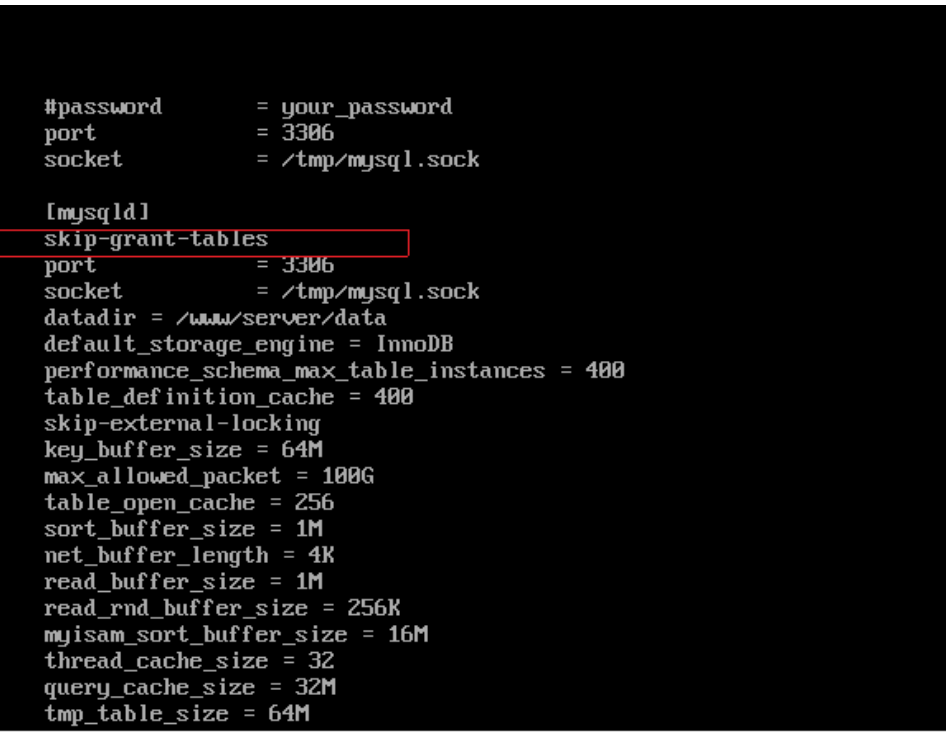 #password = your_password
port = 3306
socket = /tmp/mysql.sock
[mysqld]
skip-grant-tables
port = 3306
socket = /tmp/mysql.sock
datadir = /www/server/data
default_storage_engine = InnoDB
performance_schema_max_table_instances = 400
table_definition_cache = 400
skip-external-locking
key_buffer_size = 64M
max_allowed_packet = 100G
table_open_cache = 256
sort_buffer_size = 1M
net_buffer_length = 4K
read_buffer_size = 1M
read_rnd_buffer_size = 256K
myisam_sort_buffer_size = 16M
thread_cache_size = 32
query_cache_size = 32M
tmp_table_size = 64M